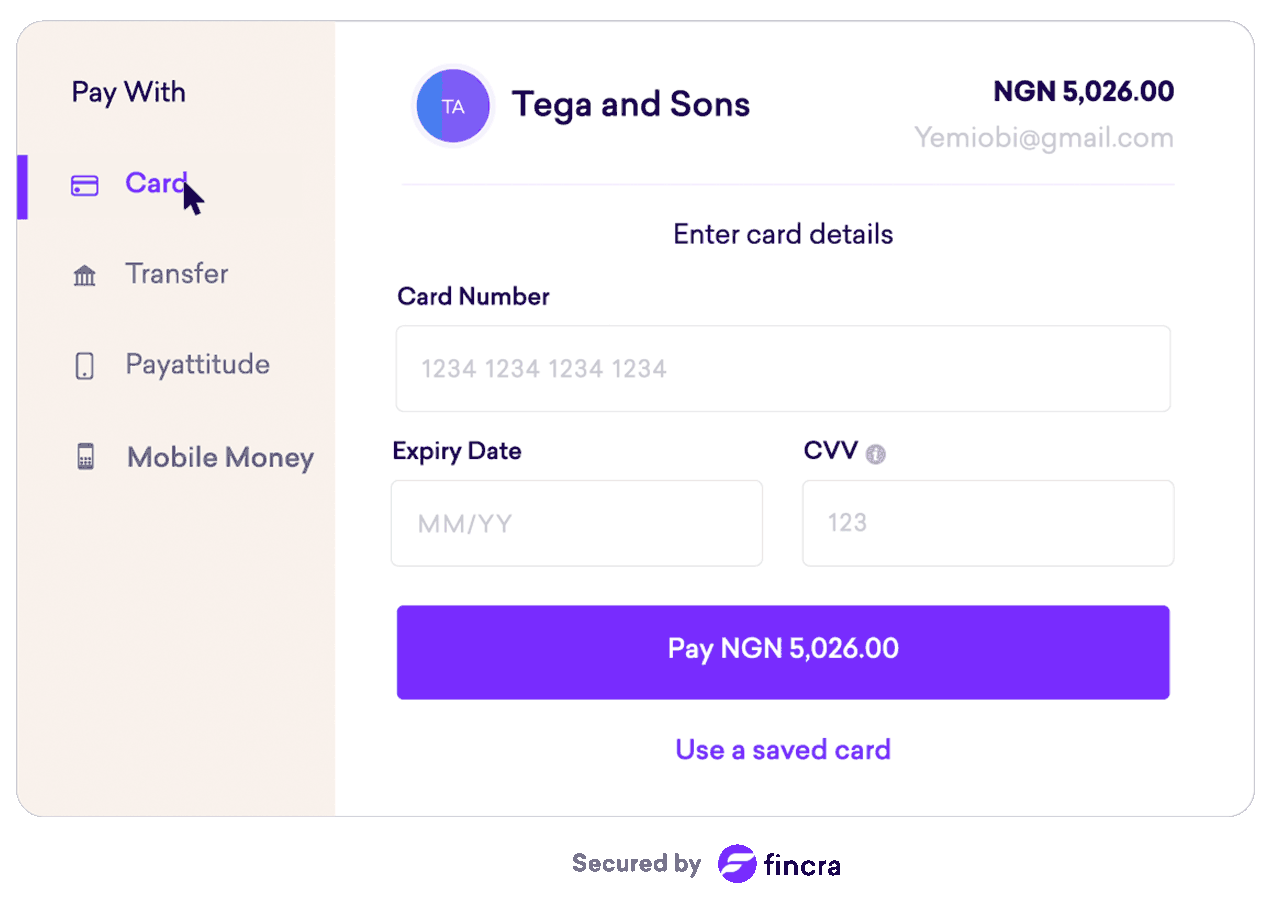 Pay With
Card
Transfer
Payattitude
Mobile Money
TA
Tega and Sons
NGN 5,026.00
Yemiobi@gmail.com
Enter card details
Card Number
1234 1234 1234 1234
Expiry Date
CVV
MM/YY
123
Pay NGN 5,026.00
Use a saved card
Secured by fincra